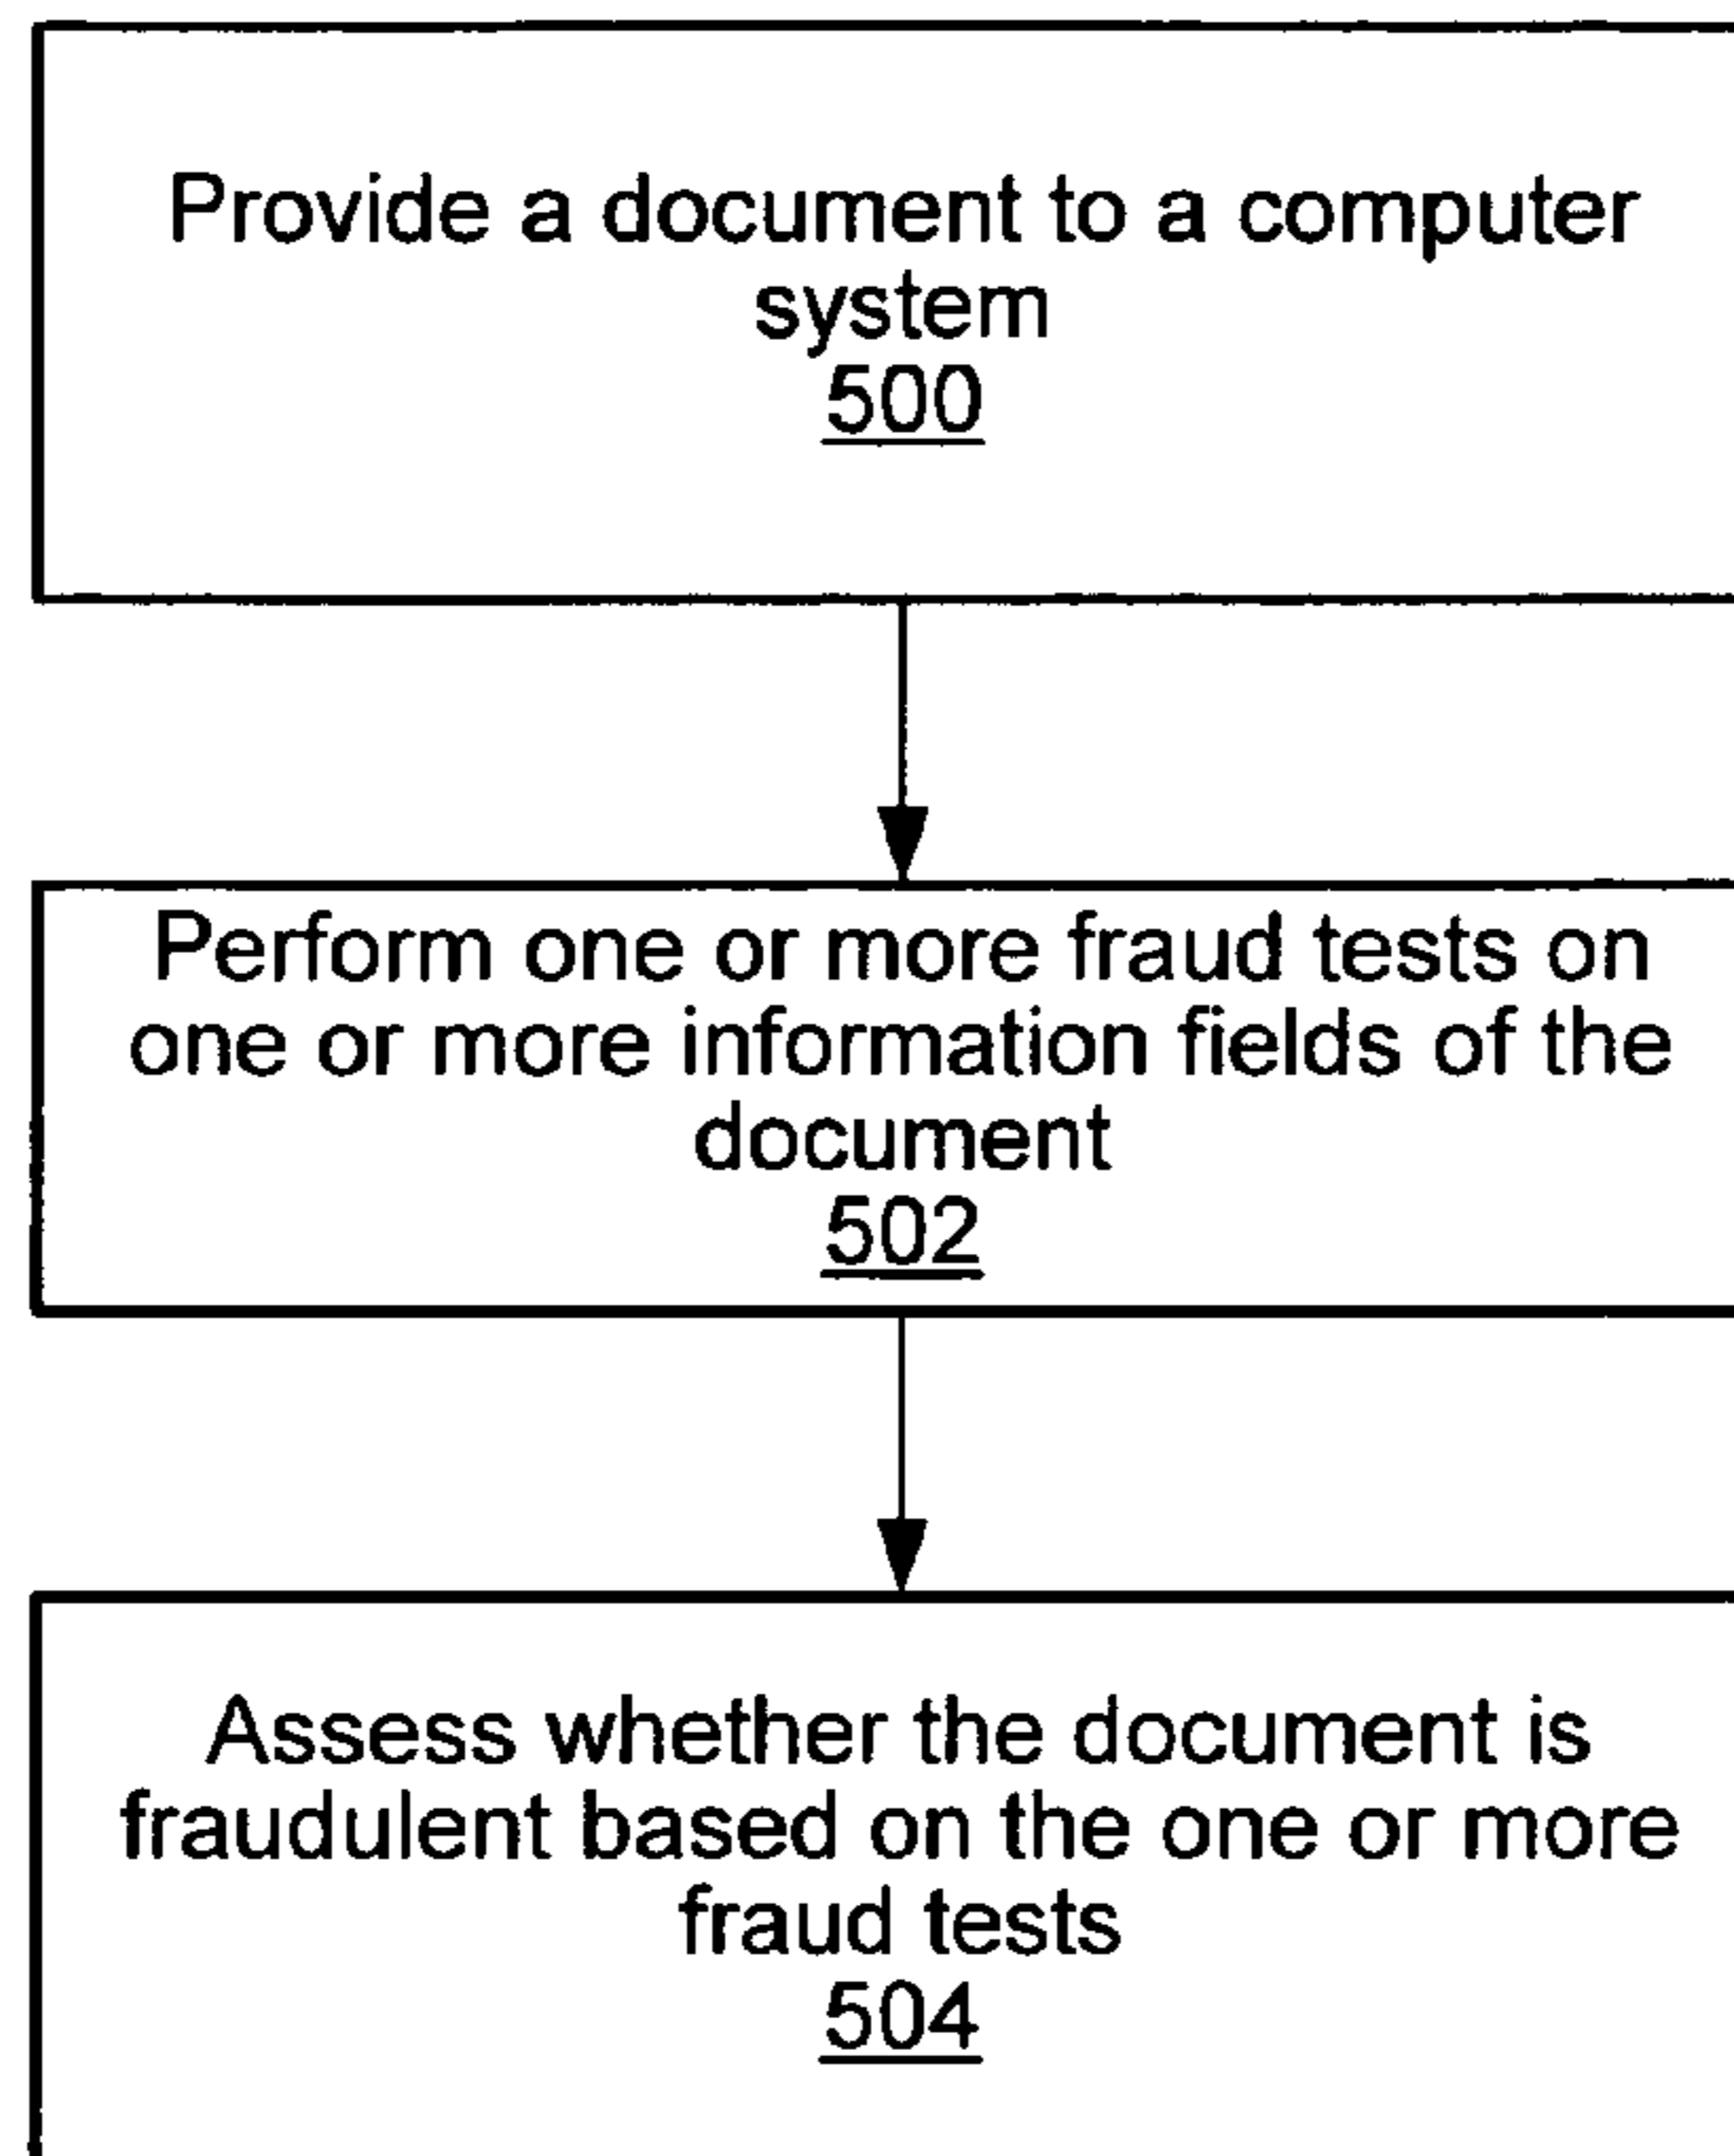 Provide a document to a computer
system
500
Perform one or more fraud tests on
one or more information fields of the
document
502
Assess whether the document is
fraudulent based on the one or more
fraud tests
504